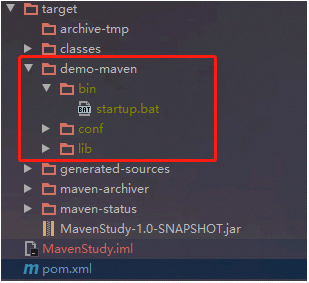 target
archive-tmp
classes
demo-maven
bin
BAT startup.bat
conf
lib
generated-sources
maven-archiver
maven-status
MavenStudy-1.0-SNAPSHOT.jar
MavenStudy.iml
m pom.xml